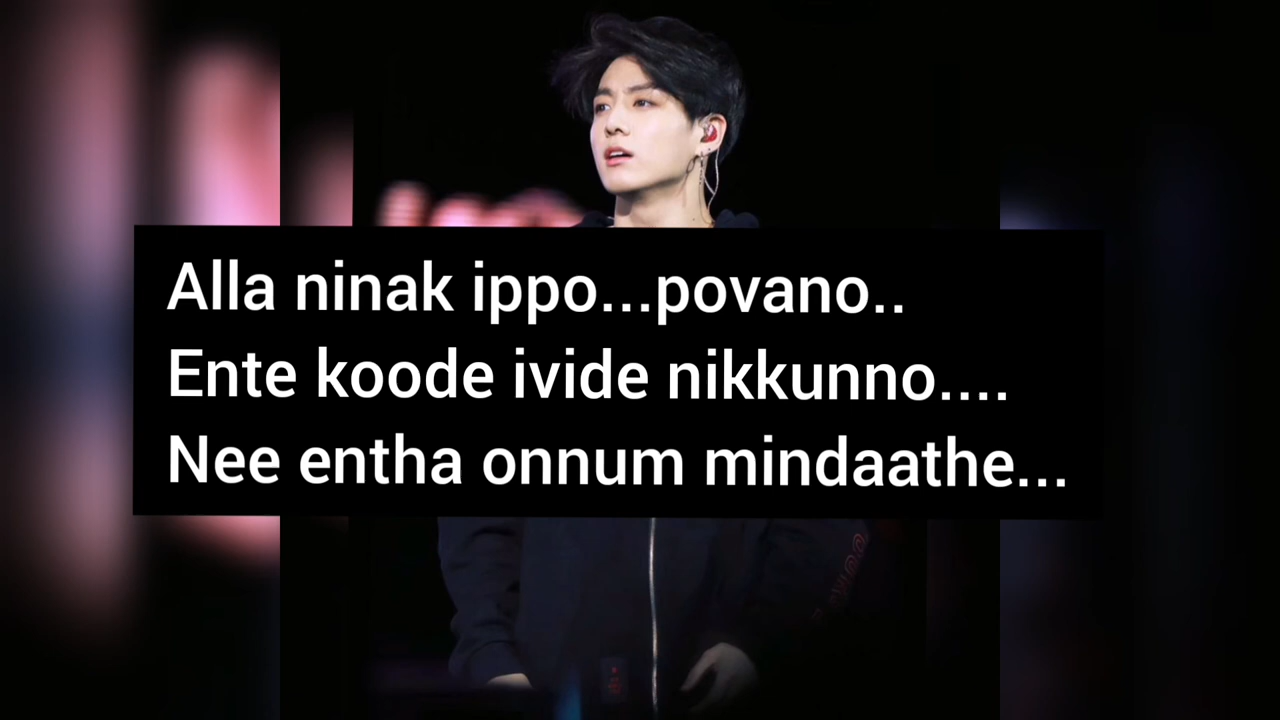 Alla ninak ippo...povano..
Ente koode ivide nikkunno....
Nee entha onnum mindaathe...